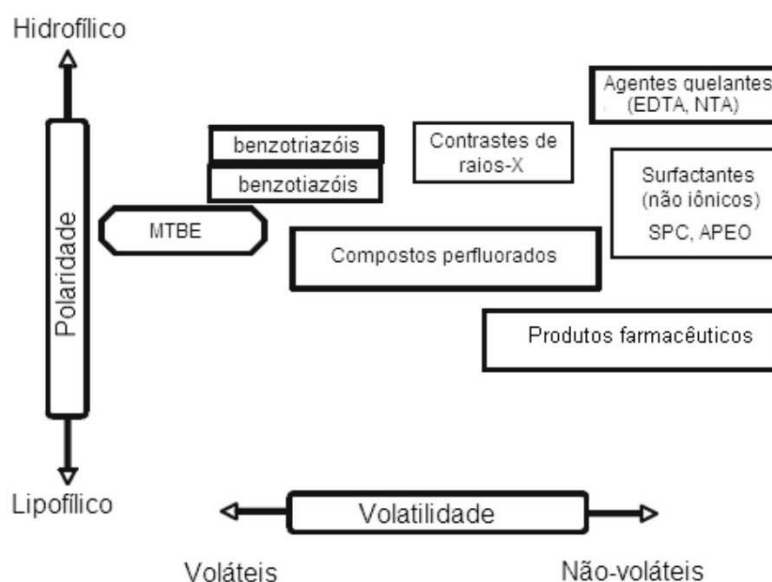 Hidrofílico
Agentes quelantes
(EDTA, NTA)
benzotriazóis
Contrastes de
raios-X
benzotiazóis
Surfactantes
(não iônicos)
SPC, APEO
MTBE
Polaridade
Compostos perfluorados
Produtos farmacêuticos
Lipofílico
Volatilidade
Voláteis
Não-voláteis